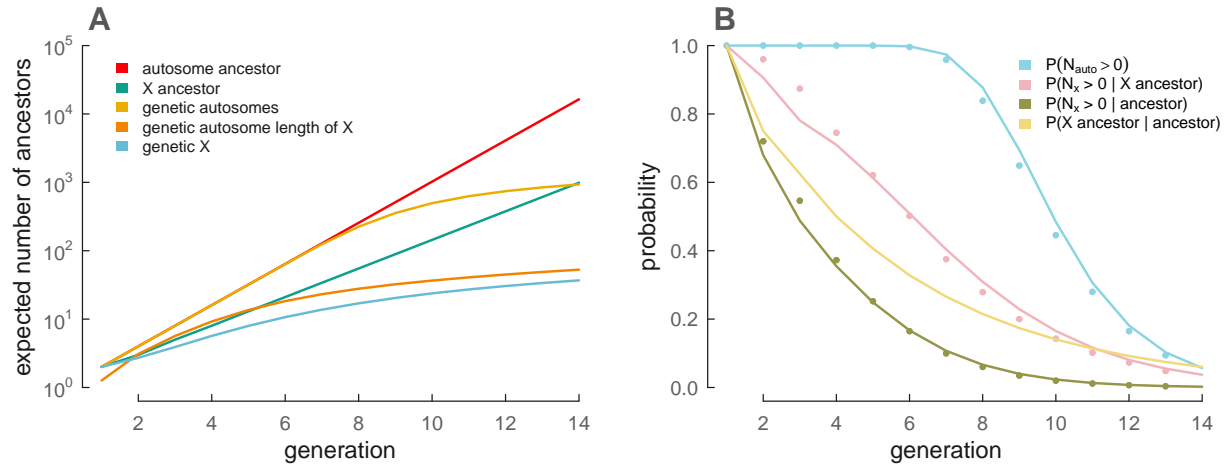 A
expected number of ancestors
10^5
10^4
10^3
10^2
10^1
10^0
autosome ancestor
X ancestor
genetic autosomes
genetic autosome length of X
genetic X
2 4 6 8 10 12 14
generation
B
probability
1.0
0.8
0.6
0.4
0.2
0.0
P(N_auto > 0)
P(N_x > 0 | X ancestor)
P(N_x > 0 | ancestor)
P(X ancestor | ancestor)
2 4 6 8 10 12 14
generation